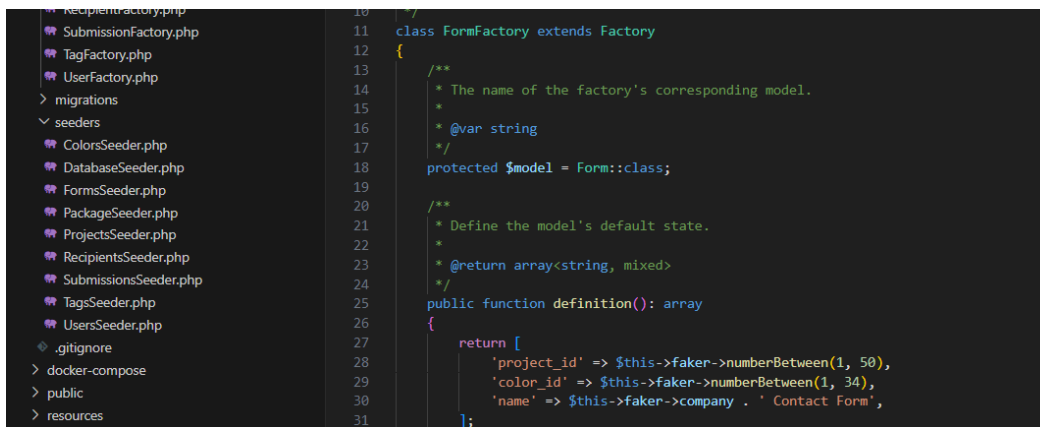 RecipientFactory.php
SubmissionFactory.php
TagFactory.php
UserFactory.php
> migrations
seeders
ColorsSeeder.php
DatabaseSeeder.php
FormsSeeder.php
PackageSeeder.php
ProjectsSeeder.php
RecipientsSeeder.php
SubmissionsSeeder.php
TagsSeeder.php
UsersSeeder.php
.gitignore
> docker-compose
> public
> resources
10 */
11 class FormFactory extends Factory
12 {
13 /**
14 * The name of the factory's corresponding model.
15 *
16 * @var string
17 */
18 protected $model = Form::class;
19
20 /**
21 * Define the model's default state.
22 *
23 * @return array<string, mixed>
24 */
25 public function definition(): array
26 {
27 return [
28 'project_id' => $this->faker->numberBetween(1, 50),
29 'color_id' => $this->faker->numberBetween(1, 34),
30 'name' => $this->faker->company . ' Contact Form',
31 ];